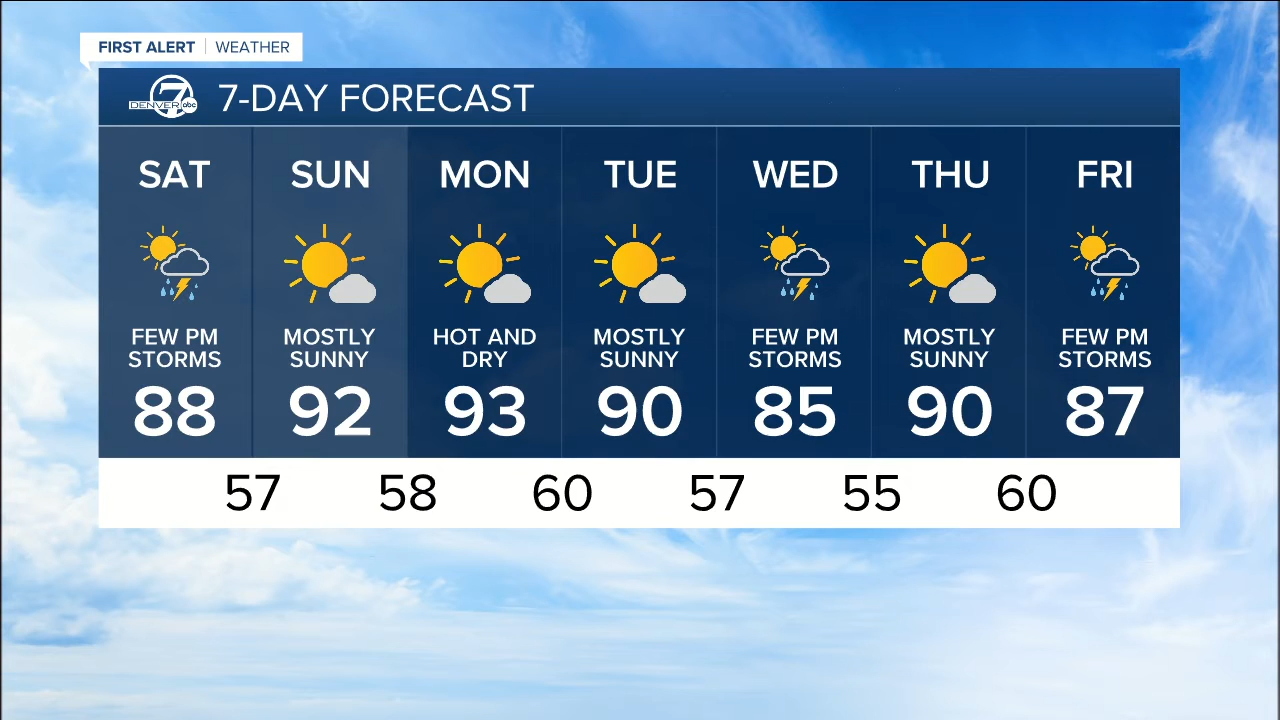 FIRST ALERT | WEATHER
7 DENVER abc
7-DAY FORECAST
SAT SUN MON TUE WED THU FRI
FEW PM MOSTLY HOT AND MOSTLY FEW PM MOSTLY FEW PM
STORMS SUNNY DRY SUNNY STORMS SUNNY STORMS
88 92 93 90 85 90 87
57 58 60 57 55 60